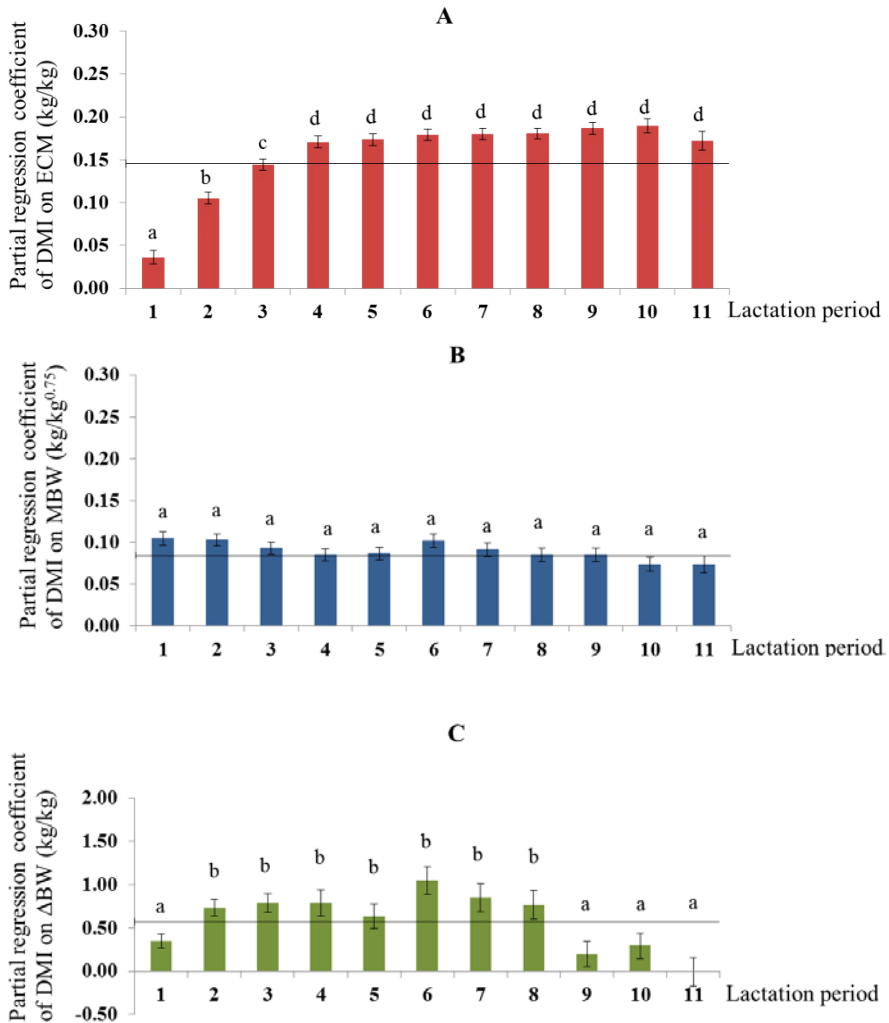 A
Partial regression coefficient
of DMI on ECM (kg/kg)
0.30
0.25
0.20
0.15
0.10
0.05
0.00
a
b
c
d
d
d
d
d
d
d
d
1 2 3 4 5 6 7 8 9 10 11 Lactation period
B
Partial regression coefficient
of DMI on MBW (kg/kg^0.75)
0.30
0.25
0.20
0.15
0.10
0.05
0.00
a a a a a a a a a a a
1 2 3 4 5 6 7 8 9 10 11 Lactation period
C
Partial regression coefficient
of DMI on ΔBW (kg/kg)
2.00
1.50
1.00
0.50
0.00
-0.50
a b b b b b b b a a a
1 2 3 4 5 6 7 8 9 10 11 Lactation period